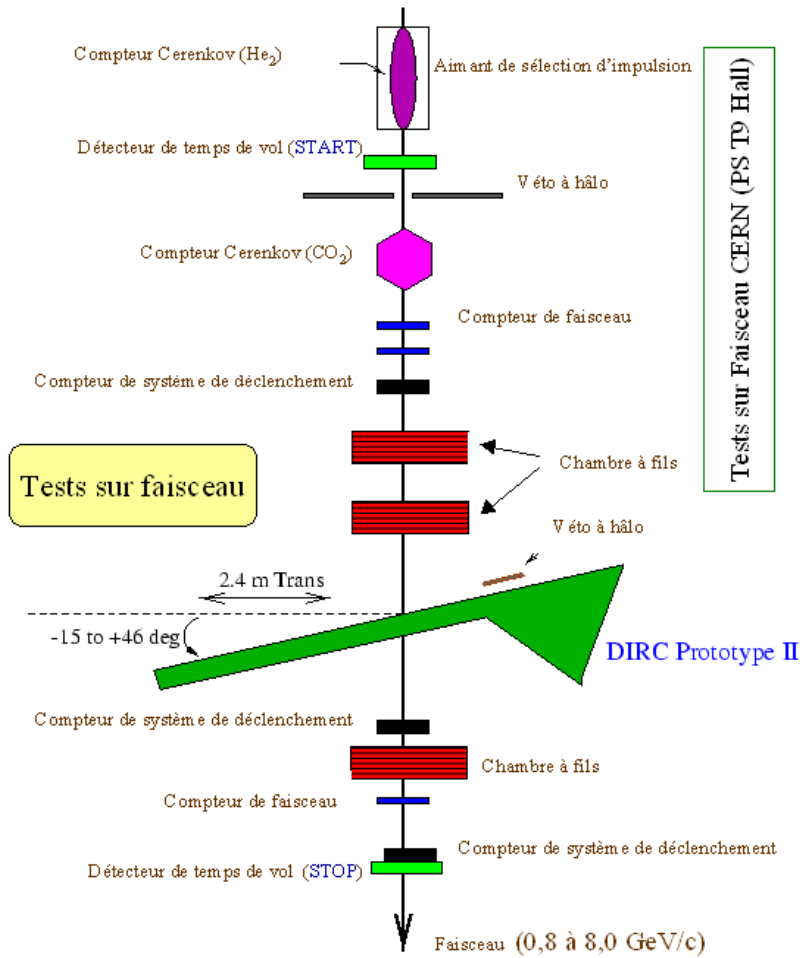 Compteur Cerenkov (He2)
Aimant de sélection d'impulsion
Détecteur de temps de vol (START)
Véto à hâlo
Compteur Cerenkov (CO2)
Compteur de faisceau
Compteur de système de déclenchement
Chambre à fils
Tests sur faisceau
Tests sur Faisceau CERN (PS T9 Hall)
Véto à hâlo
2.4 m Trans
-15 to +46 deg
DIRC Prototype II
Compteur de système de déclenchement
Chambre à fils
Compteur de faisceau
Compteur de système de déclenchement
Détecteur de temps de vol (STOP)
Faisceau (0,8 à 8,0 GeV/c)